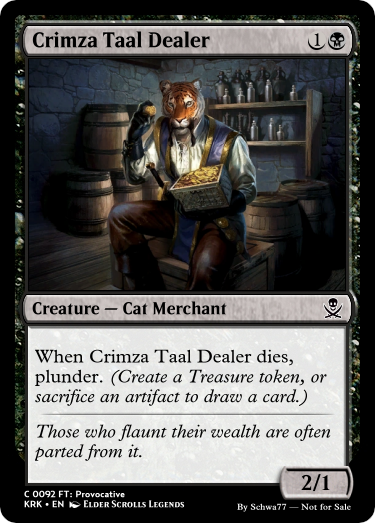 Crimza Taal Dealer 1
Creature — Cat Merchant
When Crimza Taal Dealer dies,
plunder. (Create a Treasure token, or
sacrifice an artifact to draw a card.)
Those who flaunt their wealth are often
parted from it.
2/1
C 0092 FT: Provocative
KRK • EN Elder Scrolls Legends
By Schwa77 — Not for Sale